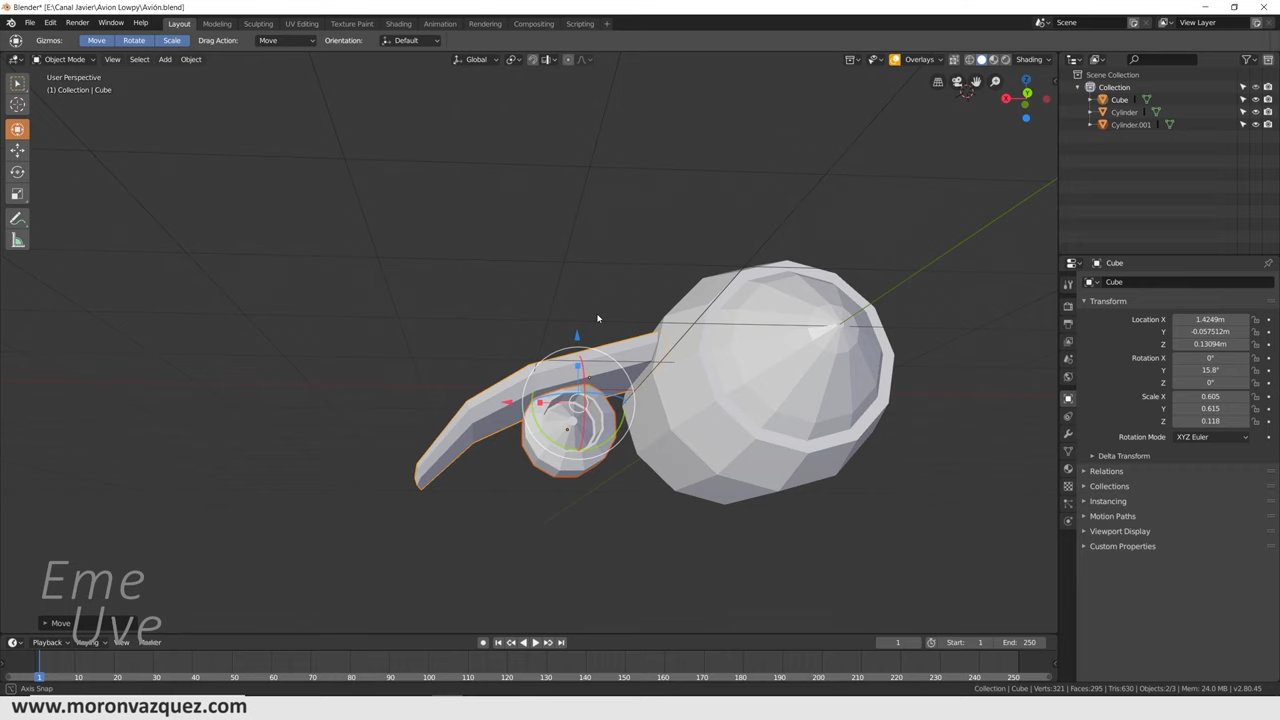 Blender* [E:\Canal Javier\Avion Lowpy\Avión.blend]
File Edit Render Window Help Layout Modeling Sculpting UV Editing Texture Paint Shading Animation Rendering Compositing Scripting + Scene View Layer
Gizmos: Move Rotate Scale Drag Action: Move Orientation: Default
Object Mode View Select Add Object Global Overlays Shading
User Perspective
(1) Collection | Cube
Scene Collection
Collection
Cube
Cylinder
Cylinder.001
X
Y
Z
Cube
Cube
Transform
Location X 1.4249m
Y -0.057512m
Z 0.13094m
Rotation X 0°
Y 15.8°
Z 0°
Scale X 0.605
Y 0.615
Z 0.118
Rotation Mode XYZ Euler
Delta Transform
Relations
Collections
Instancing
Motion Paths
Viewport Display
Custom Properties
Eme
Uve
Move
Playback Keying View Marker 1 Start: 1 End: 250
1 10 20 30 40 50 60 70 80 90 100 110 120 130 140 150 160 170 180 190 200 210 220 230 240 250
Axis Snap
Collection | Cube | Verts:321 | Faces:295 | Tris:630 | Objects:2/3 | Mem: 24.0 MB | v2.80.45
www.moronvazquez.com